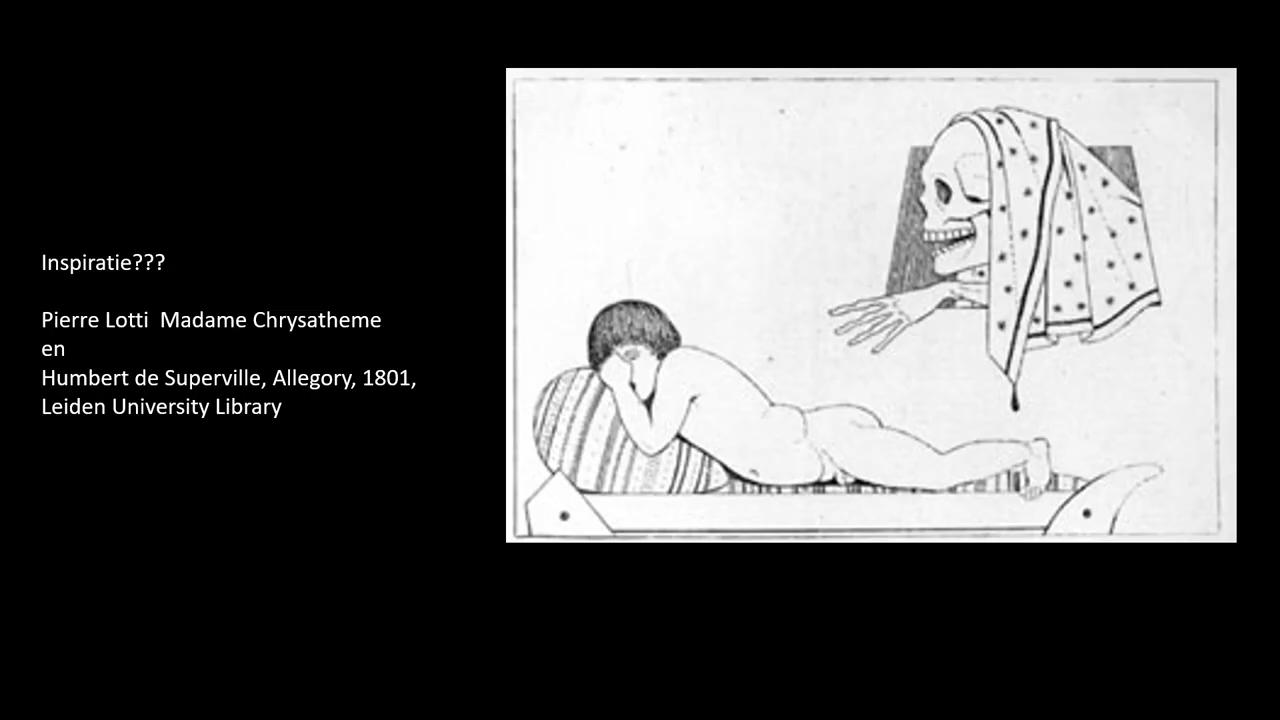 Inspiratie???
Pierre Lotti  Madame Chrysatheme
en
Humbert de Superville, Allegory, 1801,
Leiden University Library